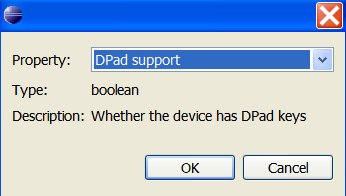 Property: DPad support
Type: boolean
Description: Whether the device has DPad keys
OK Cancel